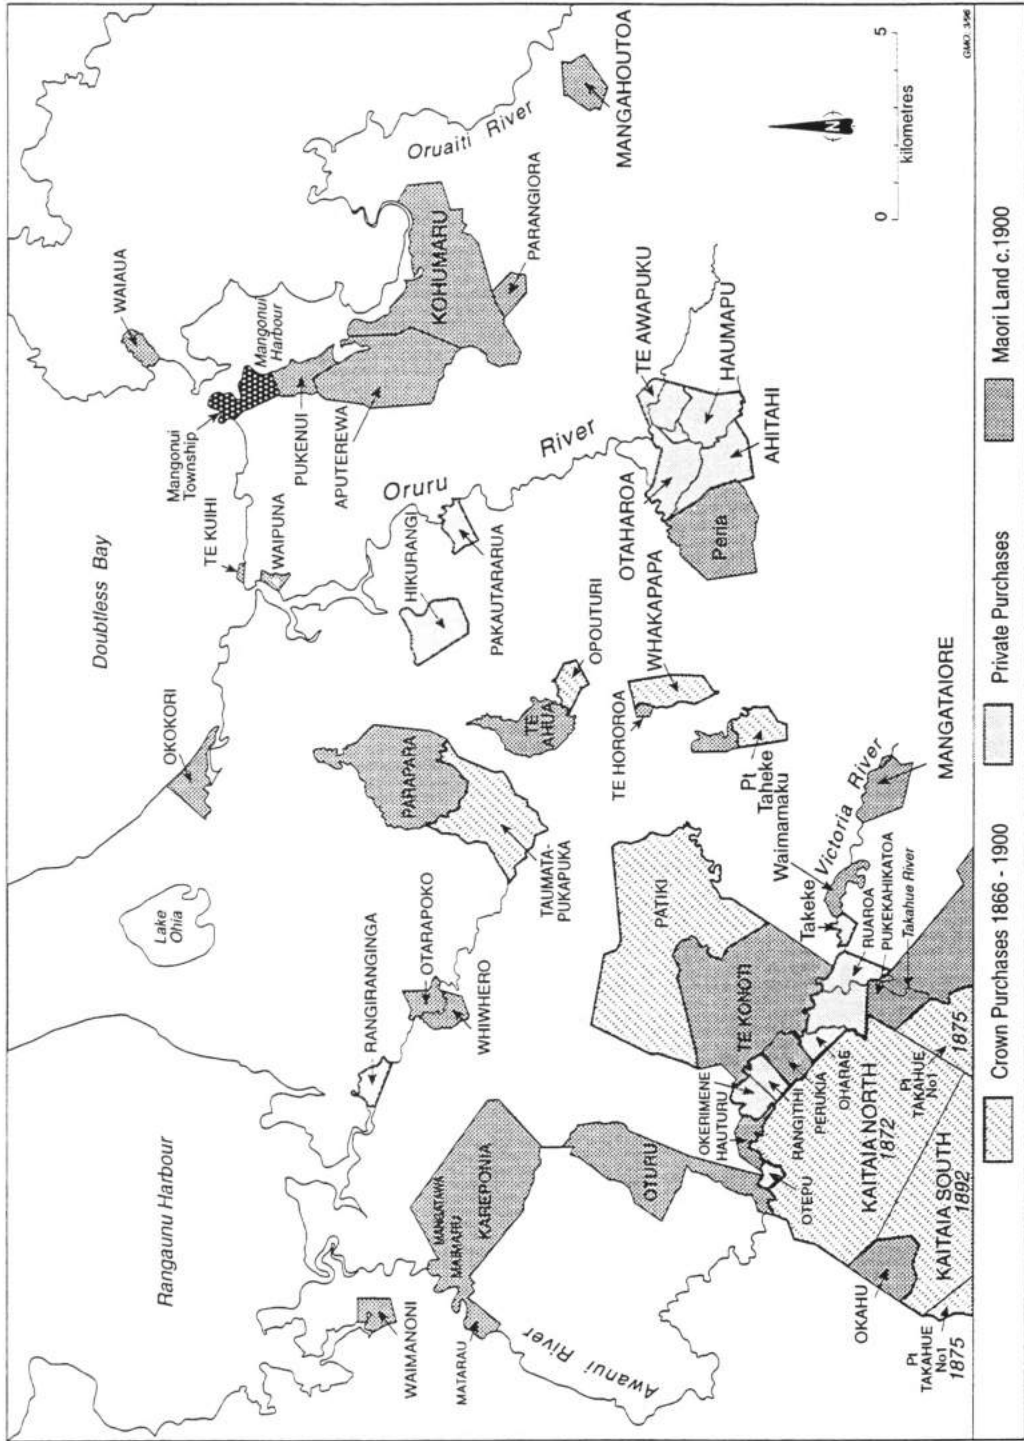 Rangaunu Harbour
Doubtless Bay
Lake
Ohia
OKOKORI
TE KUIHI
WAIPUNA
Mangonui
Township
Mangonui
Harbour
WAIAUA
PUKENUI
APUTEREWA
KOHUMARU
Oruaiti River
PARANGIORA
MANGAHOUTOA
WAIMANONI
MATARAU
MANGATAWA
MAIMARU
KAREPONIA
Awanui River
RANGIRANGINGA
OTARAPOKO
WHIWHERO
PARAPARA
TAUMATA-
PUKAPUKA
HIKURANGI
PAKAUTARARUA
Oruru
River
TE
AHUA
OPOUTURI
TE HOROROA
WHAKAPAPA
OTAHAROA
TE AWAPUKU
HAUMAPU
AHITAHI
Peria
OTURU
PATIKI
TE KONOTI
Pt
Taheke
Waimamaku
Victoria River
MANGATAIORE
Takeke
RUAROA
PUKEKAHIKATOA
Takahue River
OKERIMENE
HAUTURU
OTEPU
RANGITIHI
PERUKIA
OHARAE
KAITAIA NORTH
1872
KAITAIA SOUTH
1892
OKAHU
Pt
TAKAHUE
No1
1875
Pt
TAKAHUE
No1
1875
N
0
5
kilometres
GMO: 3/96
Crown Purchases 1866 - 1900
Private Purchases
Maori Land c.1900